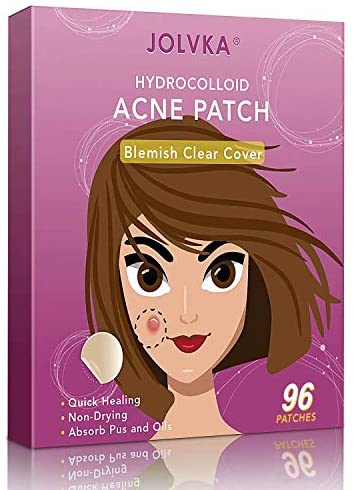 JOLVKA®
HYDROCOLLOID
ACNE PATCH
Blemish Clear Cover
• Quick Healing
• Non-Drying
• Absorb Pus and Oils
96
PATCHES